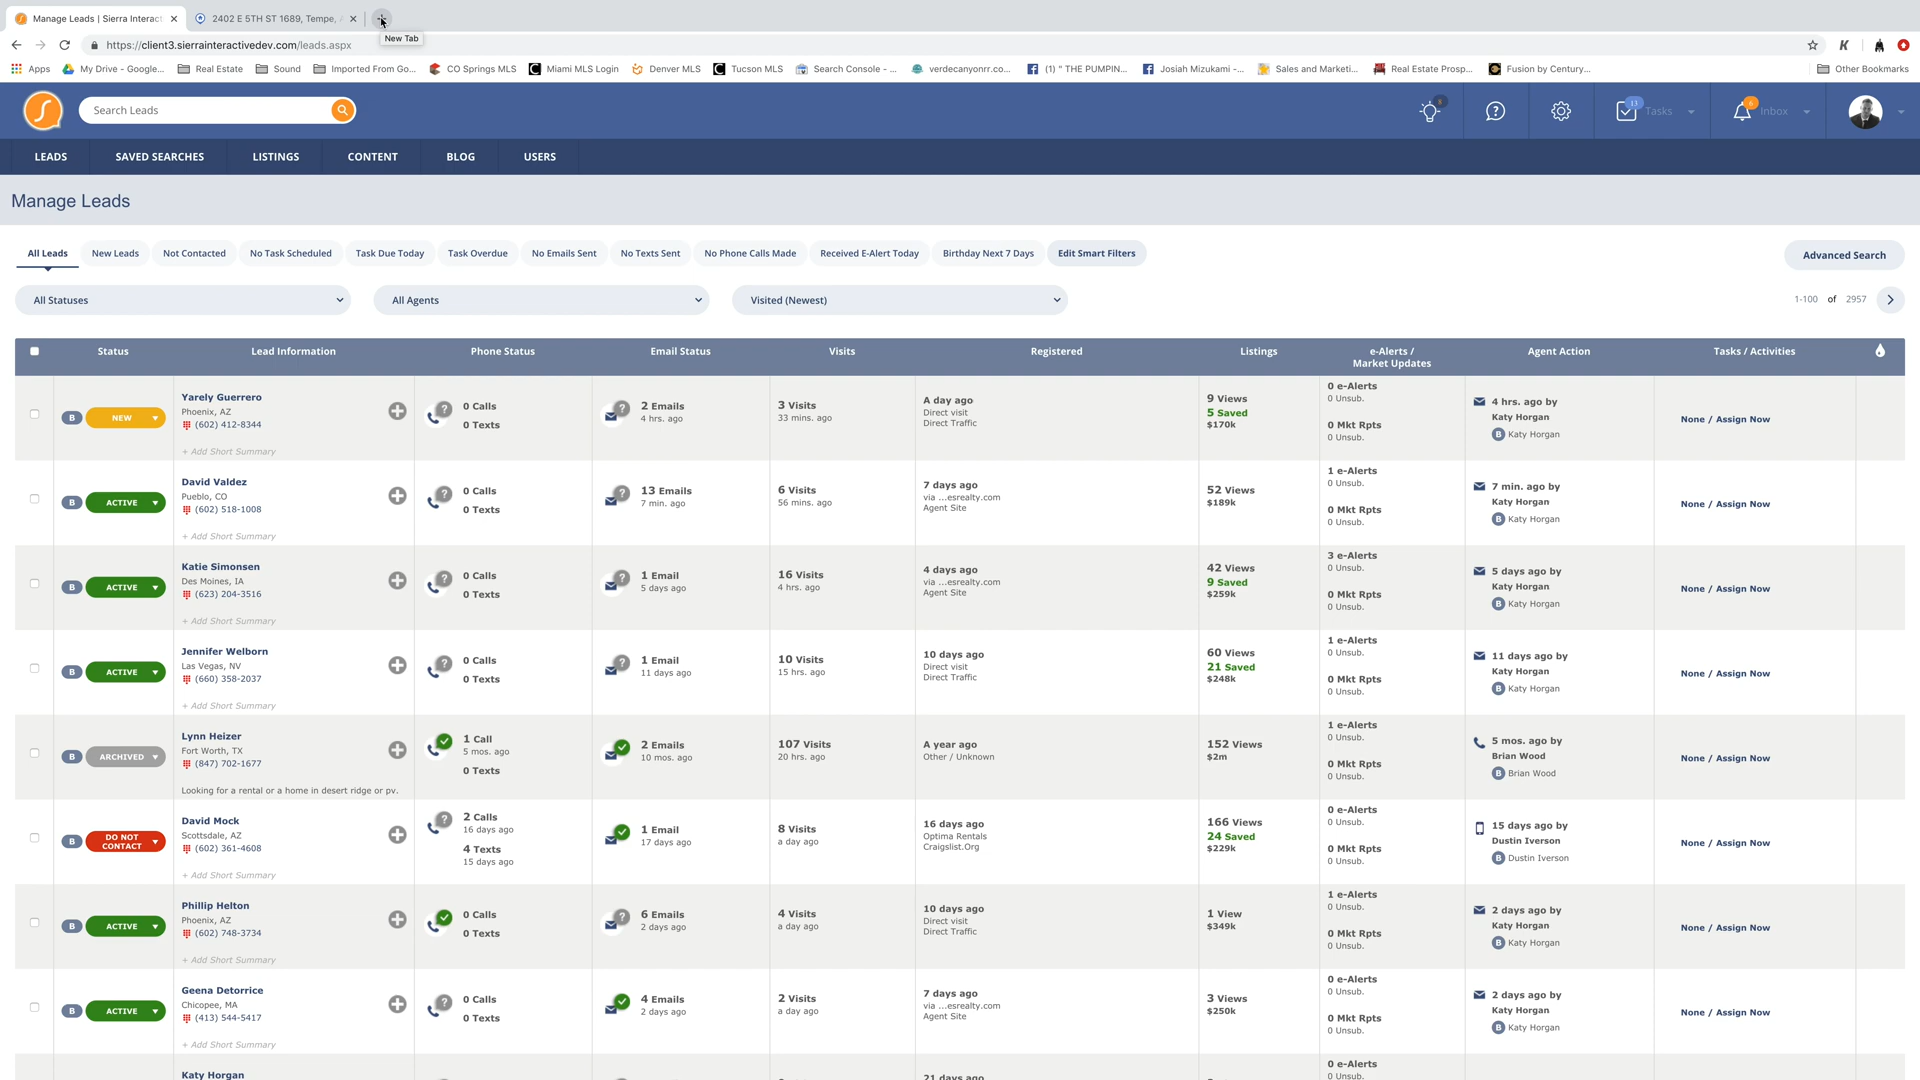 Manage Leads | Sierra Interac
2402 E 5TH ST 1689, Tempe,
New Tab
https://client3.sierrainteractivedev.com/leads.aspx
Apps
My Drive - Google...
Real Estate
Sound
Imported From Go...
CO Springs MLS
Miami MLS Login
Denver MLS
Tucson MLS
Search Console - ...
verdecanyonrr.co...
(1) " THE PUMPIN...
Josiah Mizukami -...
Sales and Marketi...
Real Estate Prosp...
Fusion by Century...
Other Bookmarks
Search Leads
13
Tasks
6
Inbox
LEADS
SAVED SEARCHES
LISTINGS
CONTENT
BLOG
USERS
Manage Leads
All Leads
New Leads
Not Contacted
No Task Scheduled
Task Due Today
Task Overdue
No Emails Sent
No Texts Sent
No Phone Calls Made
Received E-Alert Today
Birthday Next 7 Days
Edit Smart Filters
Advanced Search
All Statuses
All Agents
Visited (Newest)
1-100 of 2957
Status
Lead Information
Phone Status
Email Status
Visits
Registered
Listings
e-Alerts /
Market Updates
Agent Action
Tasks / Activities
B
NEW
Yarely Guerrero
Phoenix, AZ
(602) 412-8344
+ Add Short Summary
0 Calls
0 Texts
2 Emails
4 hrs. ago
3 Visits
33 mins. ago
A day ago
Direct visit
Direct Traffic
9 Views
5 Saved
$170k
0 e-Alerts
0 Unsub.
0 Mkt Rpts
0 Unsub.
4 hrs. ago by
Katy Horgan
B Katy Horgan
None / Assign Now
B
ACTIVE
David Valdez
Pueblo, CO
(602) 518-1008
+ Add Short Summary
0 Calls
0 Texts
13 Emails
7 min. ago
6 Visits
56 mins. ago
7 days ago
via ...esrealty.com
Agent Site
52 Views
$189k
1 e-Alerts
0 Unsub.
0 Mkt Rpts
0 Unsub.
7 min. ago by
Katy Horgan
B Katy Horgan
None / Assign Now
B
ACTIVE
Katie Simonsen
Des Moines, IA
(623) 204-3516
+ Add Short Summary
0 Calls
0 Texts
1 Email
5 days ago
16 Visits
4 hrs. ago
4 days ago
via ...esrealty.com
Agent Site
42 Views
9 Saved
$259k
3 e-Alerts
0 Unsub.
0 Mkt Rpts
0 Unsub.
5 days ago by
Katy Horgan
B Katy Horgan
None / Assign Now
B
ACTIVE
Jennifer Welborn
Las Vegas, NV
(660) 358-2037
+ Add Short Summary
0 Calls
0 Texts
1 Email
11 days ago
10 Visits
15 hrs. ago
10 days ago
Direct visit
Direct Traffic
60 Views
21 Saved
$248k
1 e-Alerts
0 Unsub.
0 Mkt Rpts
0 Unsub.
11 days ago by
Katy Horgan
B Katy Horgan
None / Assign Now
B
ARCHIVED
Lynn Heizer
Fort Worth, TX
(847) 702-1677
Looking for a rental or a home in desert ridge or pv.
1 Call
5 mos. ago
0 Texts
2 Emails
10 mos. ago
107 Visits
20 hrs. ago
A year ago
Other / Unknown
152 Views
$2m
1 e-Alerts
0 Unsub.
0 Mkt Rpts
0 Unsub.
5 mos. ago by
Brian Wood
B Brian Wood
None / Assign Now
B
DO NOT
CONTACT
David Mock
Scottsdale, AZ
(602) 361-4608
+ Add Short Summary
2 Calls
16 days ago
4 Texts
15 days ago
1 Email
17 days ago
8 Visits
a day ago
16 days ago
Optima Rentals
Craigslist.Org
166 Views
24 Saved
$229k
0 e-Alerts
0 Unsub.
0 Mkt Rpts
0 Unsub.
15 days ago by
Dustin Iverson
B Dustin Iverson
None / Assign Now
B
ACTIVE
Phillip Helton
Phoenix, AZ
(602) 748-3734
+ Add Short Summary
0 Calls
0 Texts
6 Emails
2 days ago
4 Visits
a day ago
10 days ago
Direct visit
Direct Traffic
1 View
$349k
1 e-Alerts
0 Unsub.
0 Mkt Rpts
0 Unsub.
2 days ago by
Katy Horgan
B Katy Horgan
None / Assign Now
B
ACTIVE
Geena Detorrice
Chicopee, MA
(413) 544-5417
+ Add Short Summary
0 Calls
0 Texts
4 Emails
2 days ago
2 Visits
a day ago
7 days ago
via ...esrealty.com
Agent Site
3 Views
$250k
0 e-Alerts
0 Unsub.
0 Mkt Rpts
0 Unsub.
2 days ago by
Katy Horgan
B Katy Horgan
None / Assign Now
Katy Horgan
21 days ago
0 e-Alerts
0 Unsub.